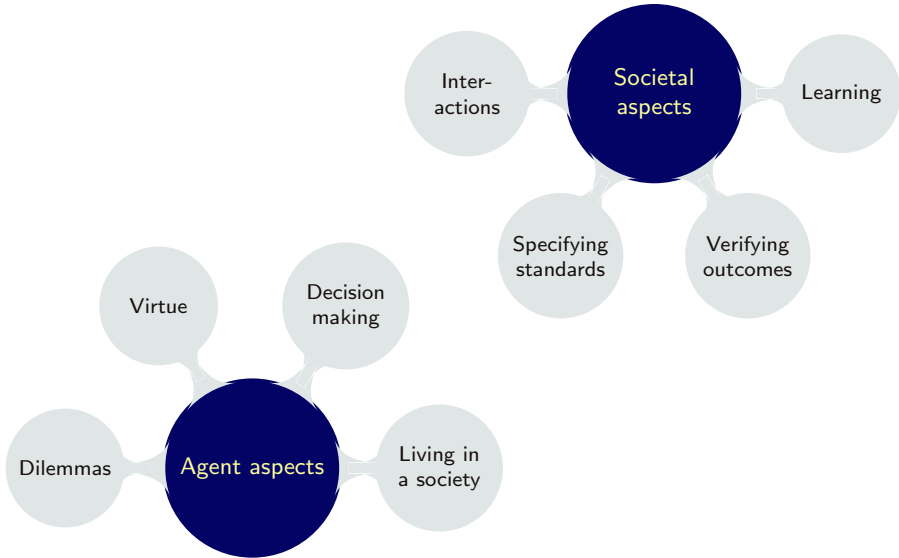 Societal
aspects
Inter-
actions
Learning
Specifying
standards
Verifying
outcomes
Virtue
Decision
making
Dilemmas
Agent aspects
Living in
a society